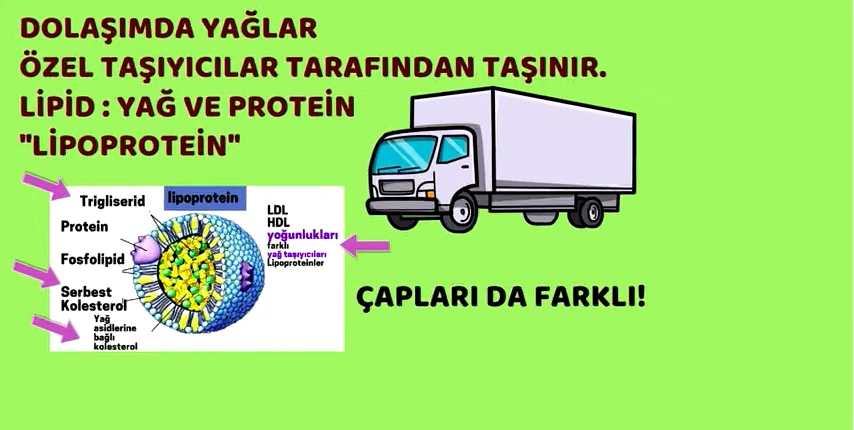 DOLAŞIMDA YAĞLAR
ÖZEL TAŞIYICILAR TARAFINDAN TAŞINIR.
LİPİD : YAĞ VE PROTEİN
"LİPOPROTEİN"
Trigliserid
Protein
Fosfolipid
Serbest
Kolesterol
Yağ
asidlerine
bağlı
kolesterol
lipoprotein
LDL
HDL
yoğunlukları
farklı
yağ taşıyıcıları
Lipoproteinler
ÇAPLARI DA FARKLI!